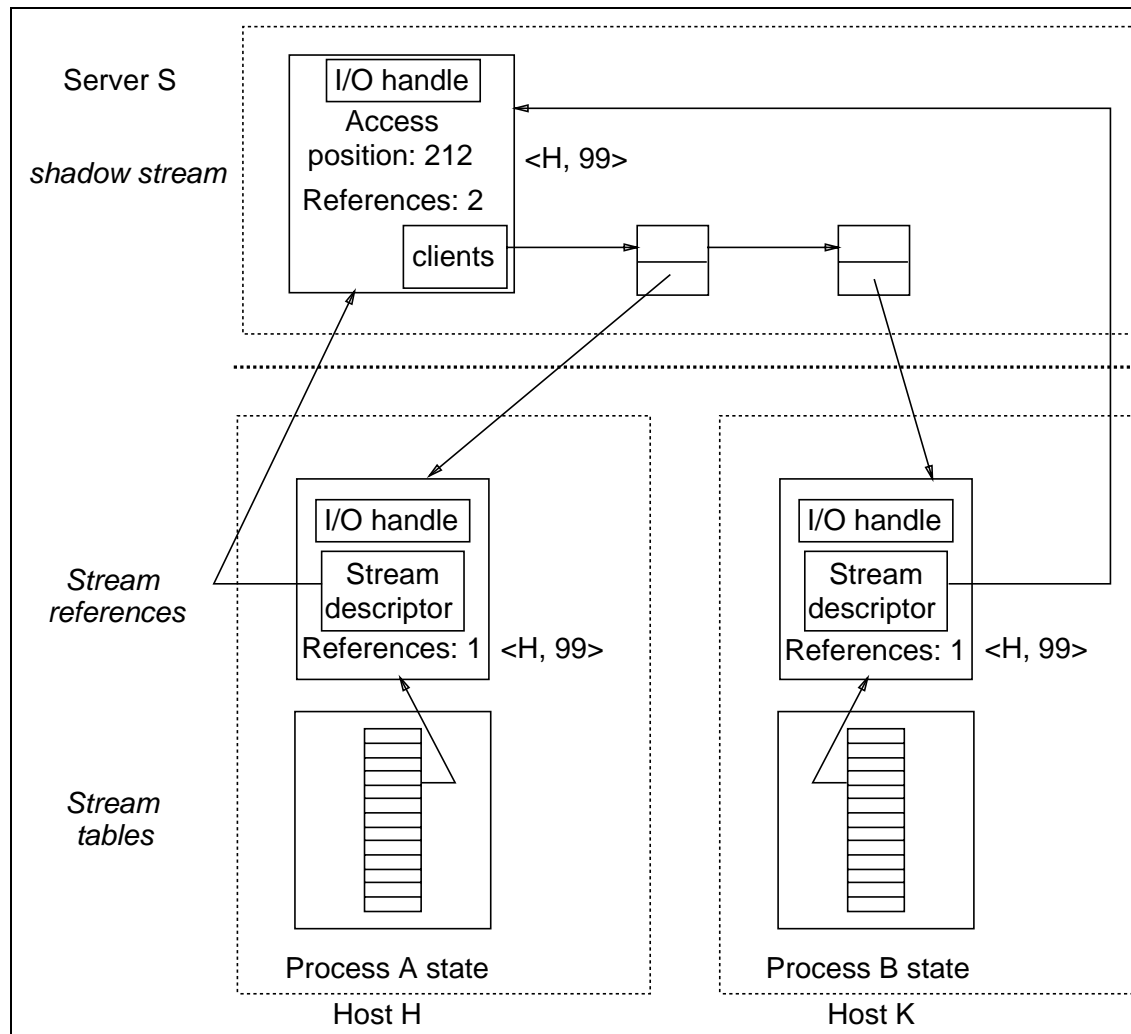 Server S
shadow stream
I/O handle
Access
position: 212
References: 2
clients
<H, 99>
Stream
references
I/O handle
Stream
descriptor
References: 1
<H, 99>
I/O handle
Stream
descriptor
References: 1
<H, 99>
Stream
tables
Process A state
Host H
Process B state
Host K